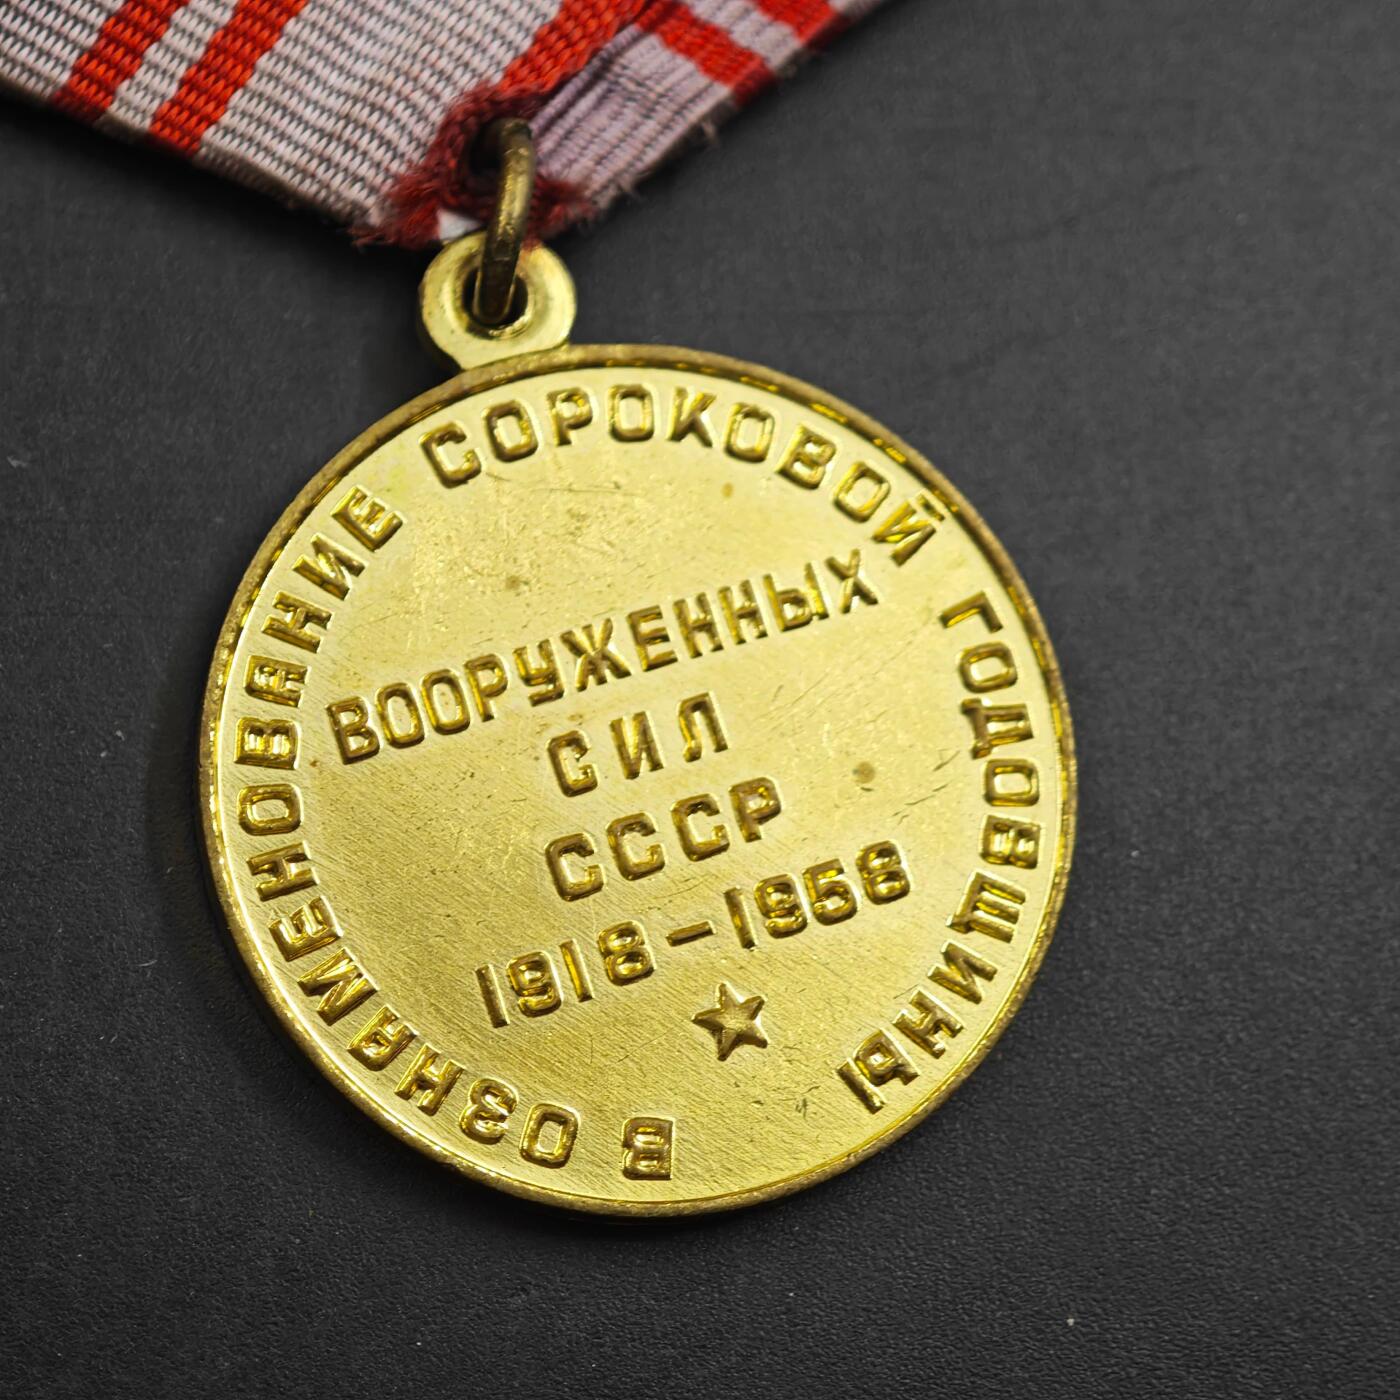 В ОЗНАМЕНОВАНИЕ СОРОКОВОЙ ГОДОВЩИНЫ
ВООРУЖЕННЫХ
СИЛ
СССР
1918-1958